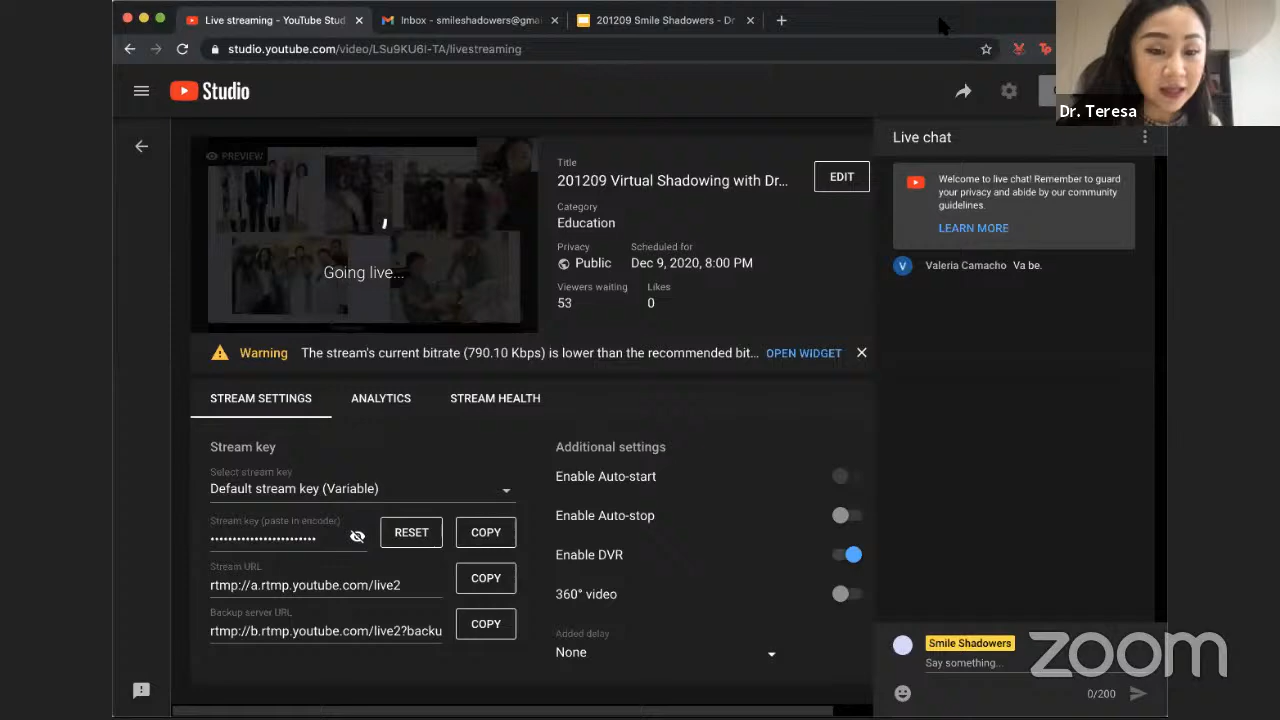 Live streaming - YouTube Stud
Inbox - smileshadowers@gmai
201209 Smile Shadowers - Dr
studio.youtube.com/video/LSu9KU6I-TA/livestreaming
Studio
Dr. Teresa
PREVIEW
Going live...
Title
201209 Virtual Shadowing with Dr...
EDIT
Category
Education
Privacy
Public
Scheduled for
Dec 9, 2020, 8:00 PM
Viewers waiting
53
Likes
0
Warning The stream's current bitrate (790.10 Kbps) is lower than the recommended bit... OPEN WIDGET
STREAM SETTINGS ANALYTICS STREAM HEALTH
Stream key
Select stream key
Default stream key (Variable)
Stream key (paste in encoder)
RESET COPY
Stream URL
rtmp://a.rtmp.youtube.com/live2
COPY
Backup server URL
rtmp://b.rtmp.youtube.com/live2?backu
COPY
Additional settings
Enable Auto-start
Enable Auto-stop
Enable DVR
360° video
Added delay
None
Live chat
Welcome to live chat! Remember to guard
your privacy and abide by our community
guidelines.
LEARN MORE
V Valeria Camacho Va be.
Smile Shadowers
Say something...
0/200
zoom